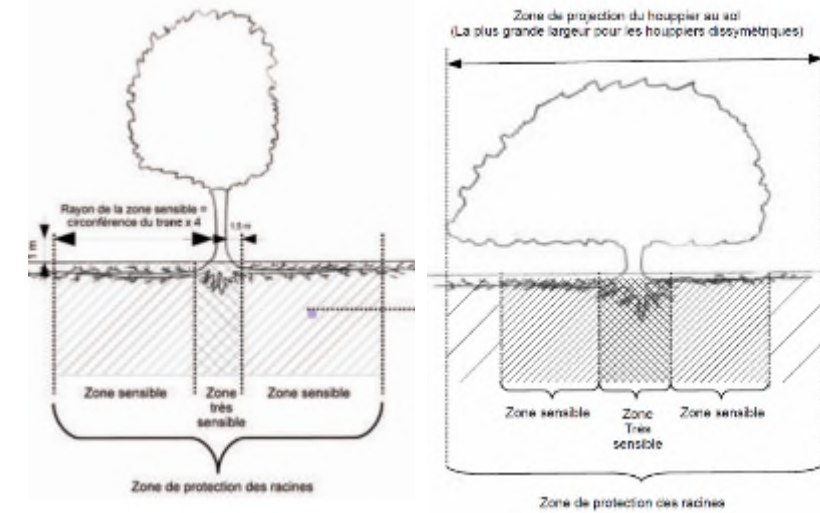 Rayon de la zone sensible =
circonférence du tronc x 4
1,5 m
1 m
Zone sensible
Zone
très
sensible
Zone sensible
Zone de protection des racines
Zone de projection du houppier au sol
(La plus grande largeur pour les houppiers dissymétriques)
Zone sensible
Zone
Très
sensible
Zone sensible
Zone de protection des racines